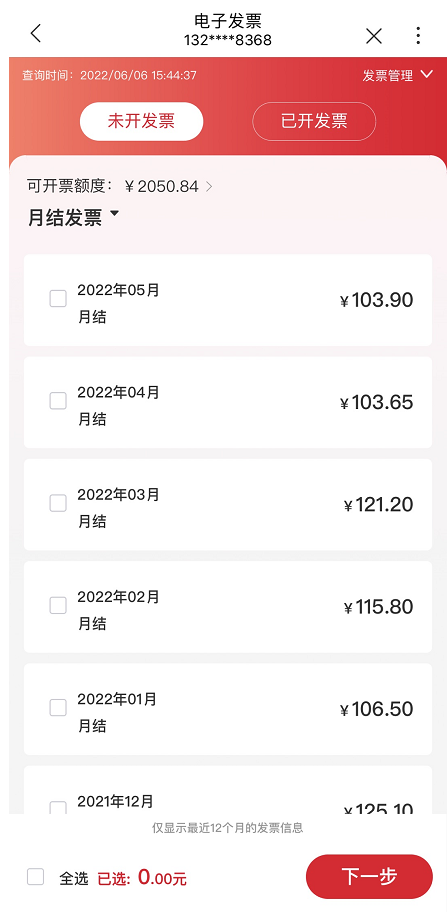 电子发票
132****8368
查询时间：2022/06/06 15:44:37
发票管理
未开发票
已开发票
可开票额度：￥2050.84
月结发票
2022年05月
月结
￥103.90
2022年04月
月结
￥103.65
2022年03月
月结
￥121.20
2022年02月
月结
￥115.80
2022年01月
月结
￥106.50
2021年12月
￥125.10
仅显示最近12个月的发票信息
全选
已选：0.00元
下一步